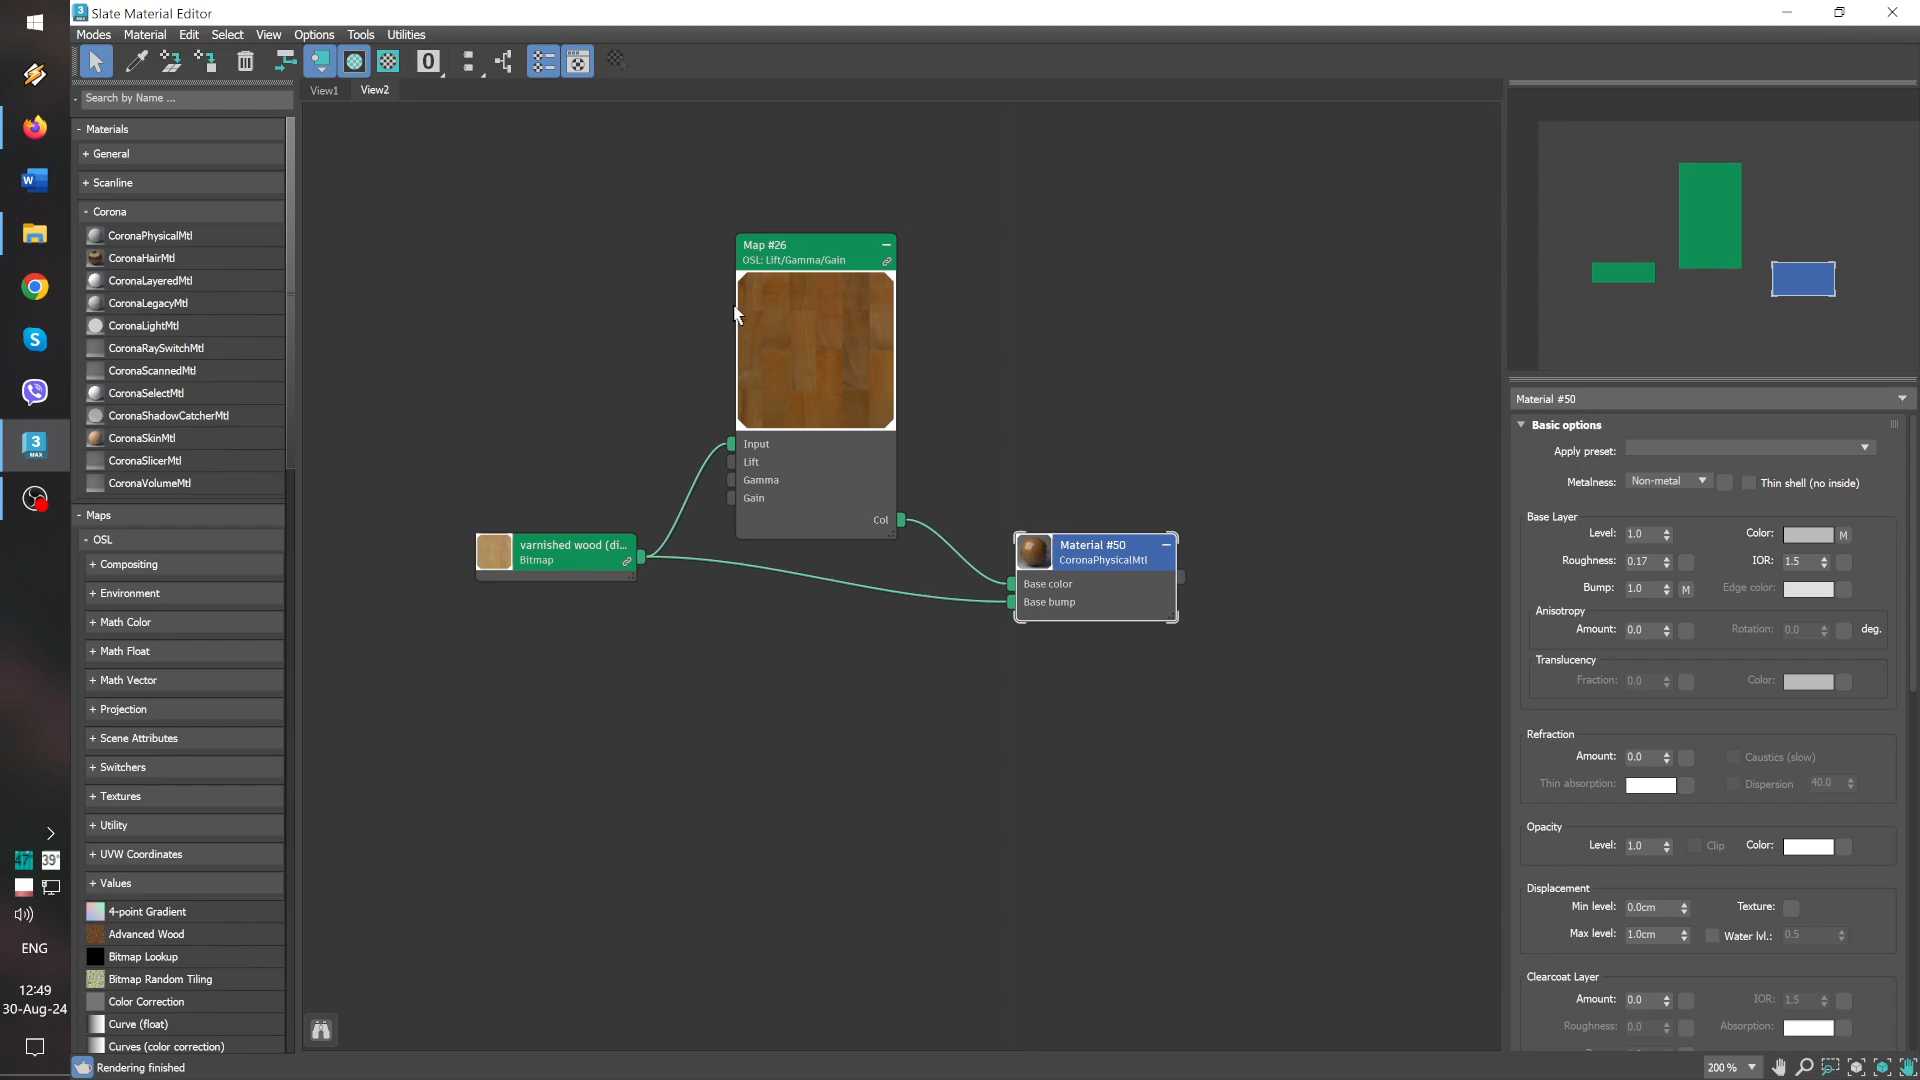 Slate Material Editor
Modes Material Edit Select View Options Tools Utilities
View1 View2
Search by Name ...
- Materials
+ General
+ Scanline
- Corona
CoronaPhysicalMtl
CoronaHairMtl
CoronaLayeredMtl
CoronaLegacyMtl
CoronaLightMtl
CoronaRaySwitchMtl
CoronaScannedMtl
CoronaSelectMtl
CoronaShadowCatcherMtl
CoronaSkinMtl
CoronaSlicerMtl
CoronaVolumeMtl
- Maps
- OSL
+ Compositing
+ Environment
+ Math Color
+ Math Float
+ Math Vector
+ Projection
+ Scene Attributes
+ Switchers
+ Textures
+ Utility
+ UVW Coordinates
+ Values
4-point Gradient
Advanced Wood
Bitmap Lookup
Bitmap Random Tiling
Color Correction
Curve (float)
Curves (color correction)
Rendering finished
Map #26
OSL: Lift/Gamma/Gain
Input
Lift
Gamma
Gain
Col
varnished wood (di...
Bitmap
Material #50
CoronaPhysicalMtl
Base color
Base bump
Material #50
Basic options
Apply preset:
Metalness: Non-metal Thin shell (no inside)
Base Layer
Level: 1.0 Color: M
Roughness: 0.17 IOR: 1.5
Bump: 1.0 M Edge color:
Anisotropy
Amount: 0.0 Rotation: 0.0 deg.
Translucency
Fraction: 0.0 Color:
Refraction
Amount: 0.0 Caustics (slow)
Thin absorption: Dispersion 40.0
Opacity
Level: 1.0 Clip Color:
Displacement
Min level: 0.0cm Texture:
Max level: 1.0cm Water lvl.: 0.5
Clearcoat Layer
Amount: 0.0 IOR: 1.5
Roughness: 0.0 Absorption:
200 %
47° 39°
ENG
12:49
30-Aug-24